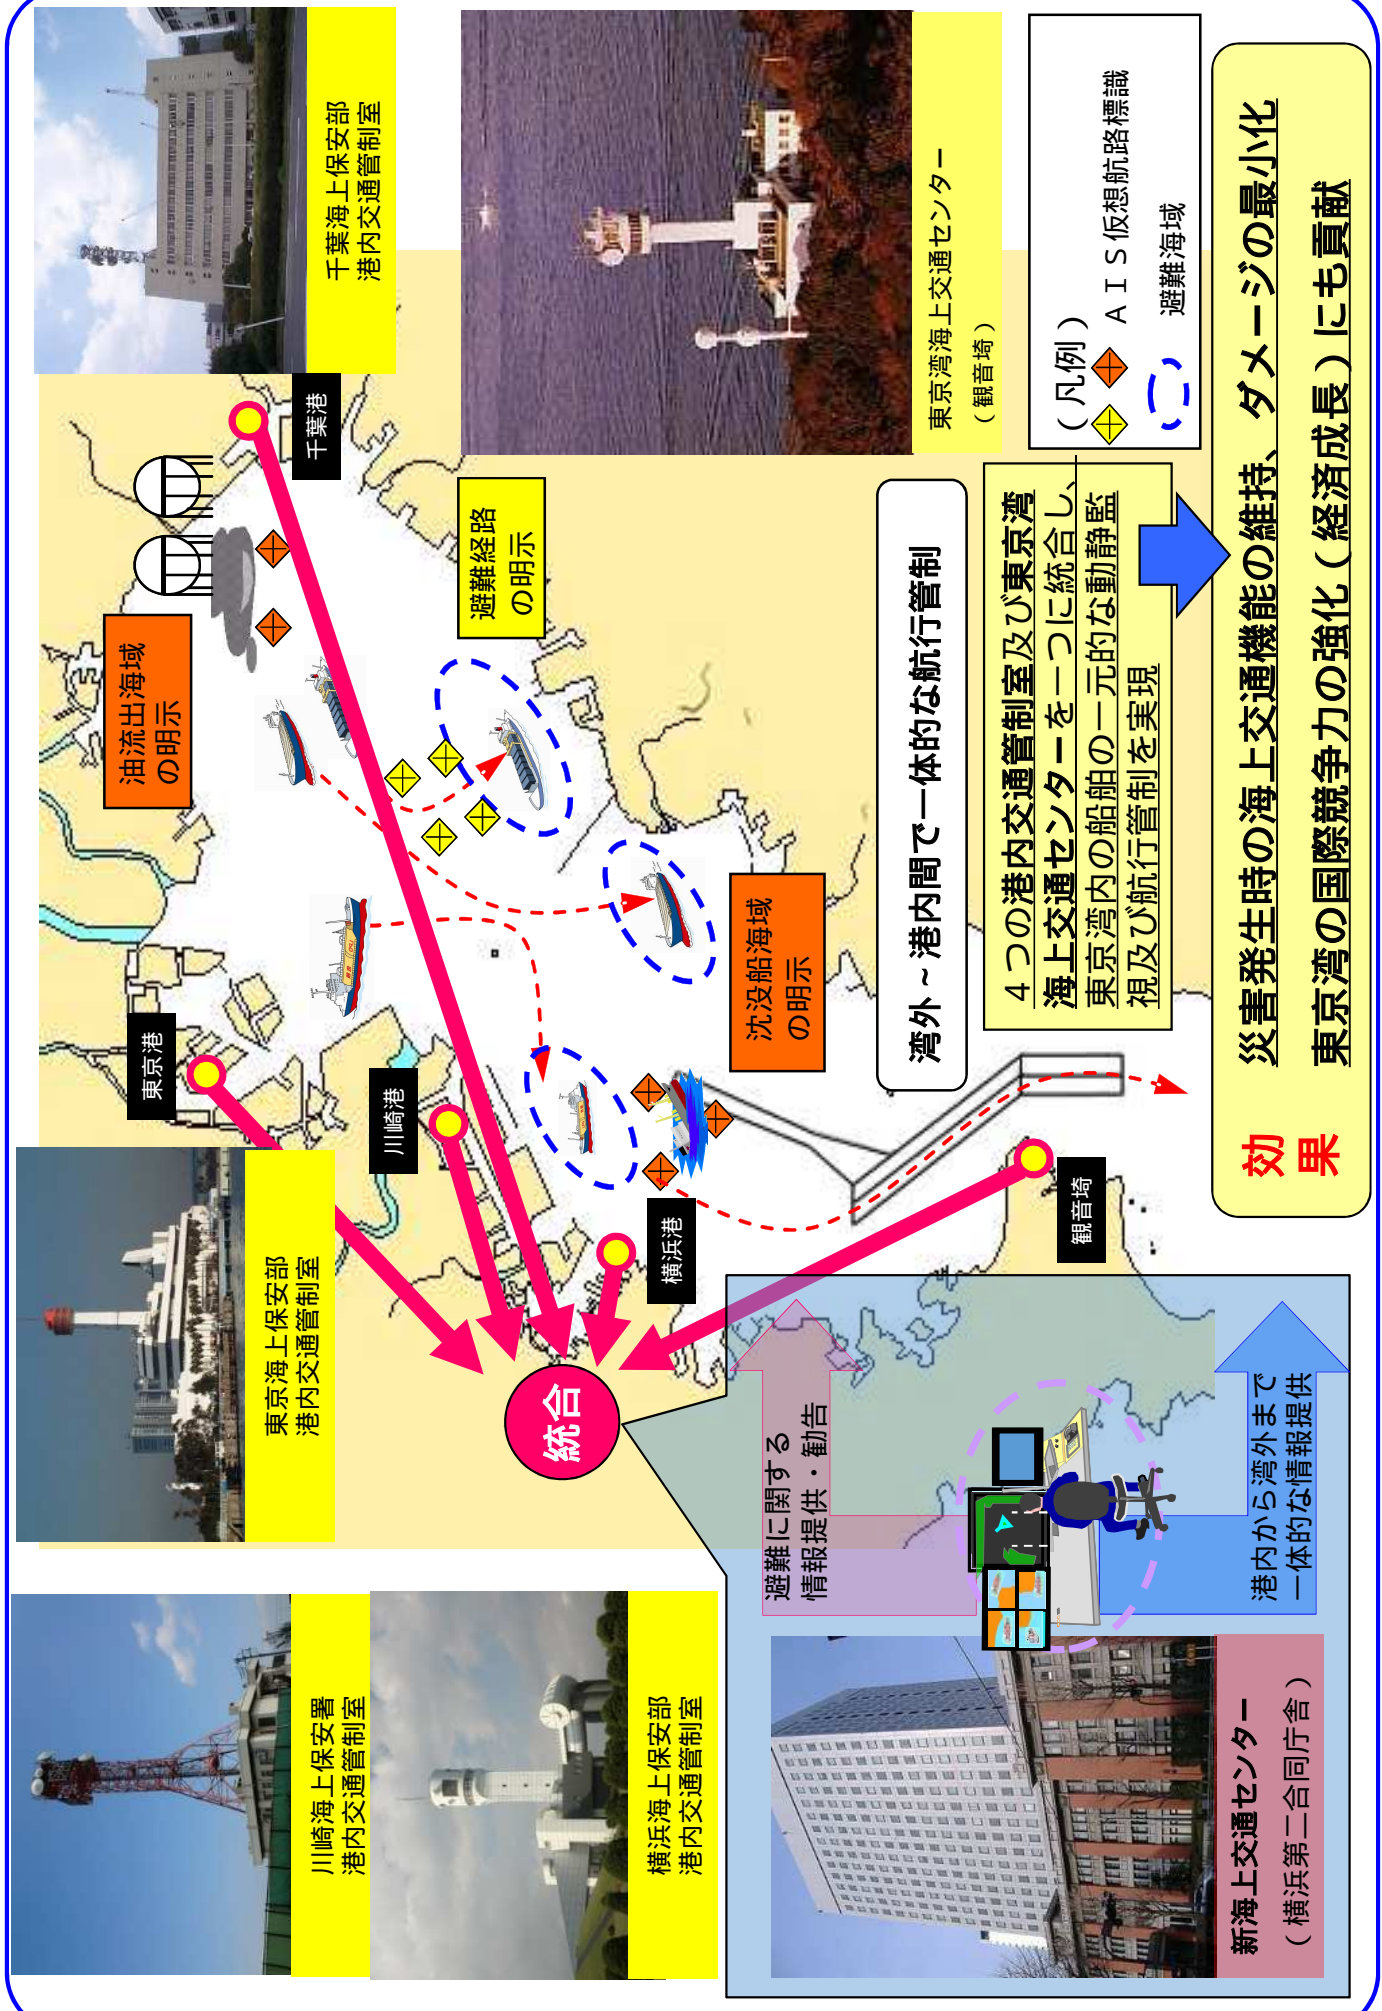 川崎海上保安署
港内交通管制室
横浜海上保安部
港内交通管制室
東京海上保安部
港内交通管制室
千葉海上保安部
港内交通管制室
東京湾海上交通センター
（観音埼）
東京港
川崎港
横浜港
千葉港
観音埼
統合
油流出海域
の明示
避難経路
の明示
沈没船海域
の明示
湾外～港内間で一体的な航行管制
４つの港内交通管制室及び東京湾
海上交通センターを一つに統合し、
東京湾内の船舶の一元的な動静監
視及び航行管制を実現
（凡例）
ＡＩＳ仮想航路標識
避難海域
避難に関する
情報提供・勧告
港内から湾外まで
一体的な情報提供
新海上交通センター
（横浜第二合同庁舎）
効
果
災害発生時の海上交通機能の維持、ダメージの最小化
東京湾の国際競争力の強化（経済成長）にも貢献